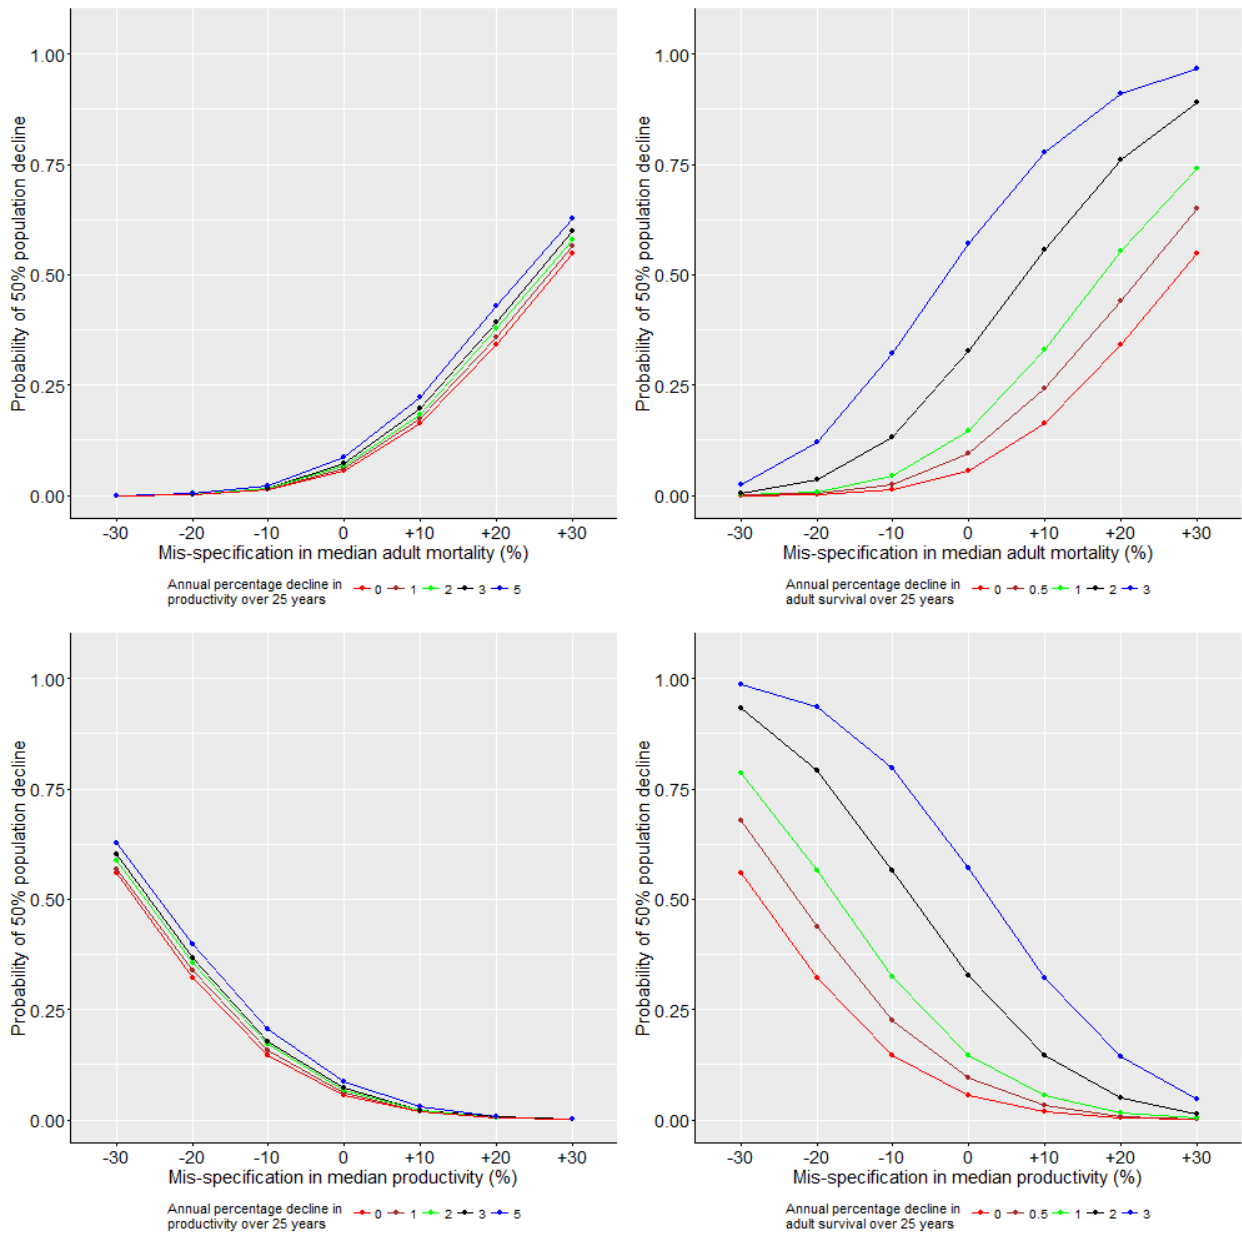 Probability of 50% population decline
1.00
0.75
0.50
0.25
0.00
-30 -20 -10 0 +10 +20 +30
Mis-specification in median adult mortality (%)
Annual percentage decline in
productivity over 25 years
0 1 2 3 5
Probability of 50% population decline
1.00
0.75
0.50
0.25
0.00
-30 -20 -10 0 +10 +20 +30
Mis-specification in median adult mortality (%)
Annual percentage decline in
adult survival over 25 years
0 0.5 1 2 3
Probability of 50% population decline
1.00
0.75
0.50
0.25
0.00
-30 -20 -10 0 +10 +20 +30
Mis-specification in median productivity (%)
Annual percentage decline in
productivity over 25 years
0 1 2 3 5
Probability of 50% population decline
1.00
0.75
0.50
0.25
0.00
-30 -20 -10 0 +10 +20 +30
Mis-specification in median productivity (%)
Annual percentage decline in
adult survival over 25 years
0 0.5 1 2 3